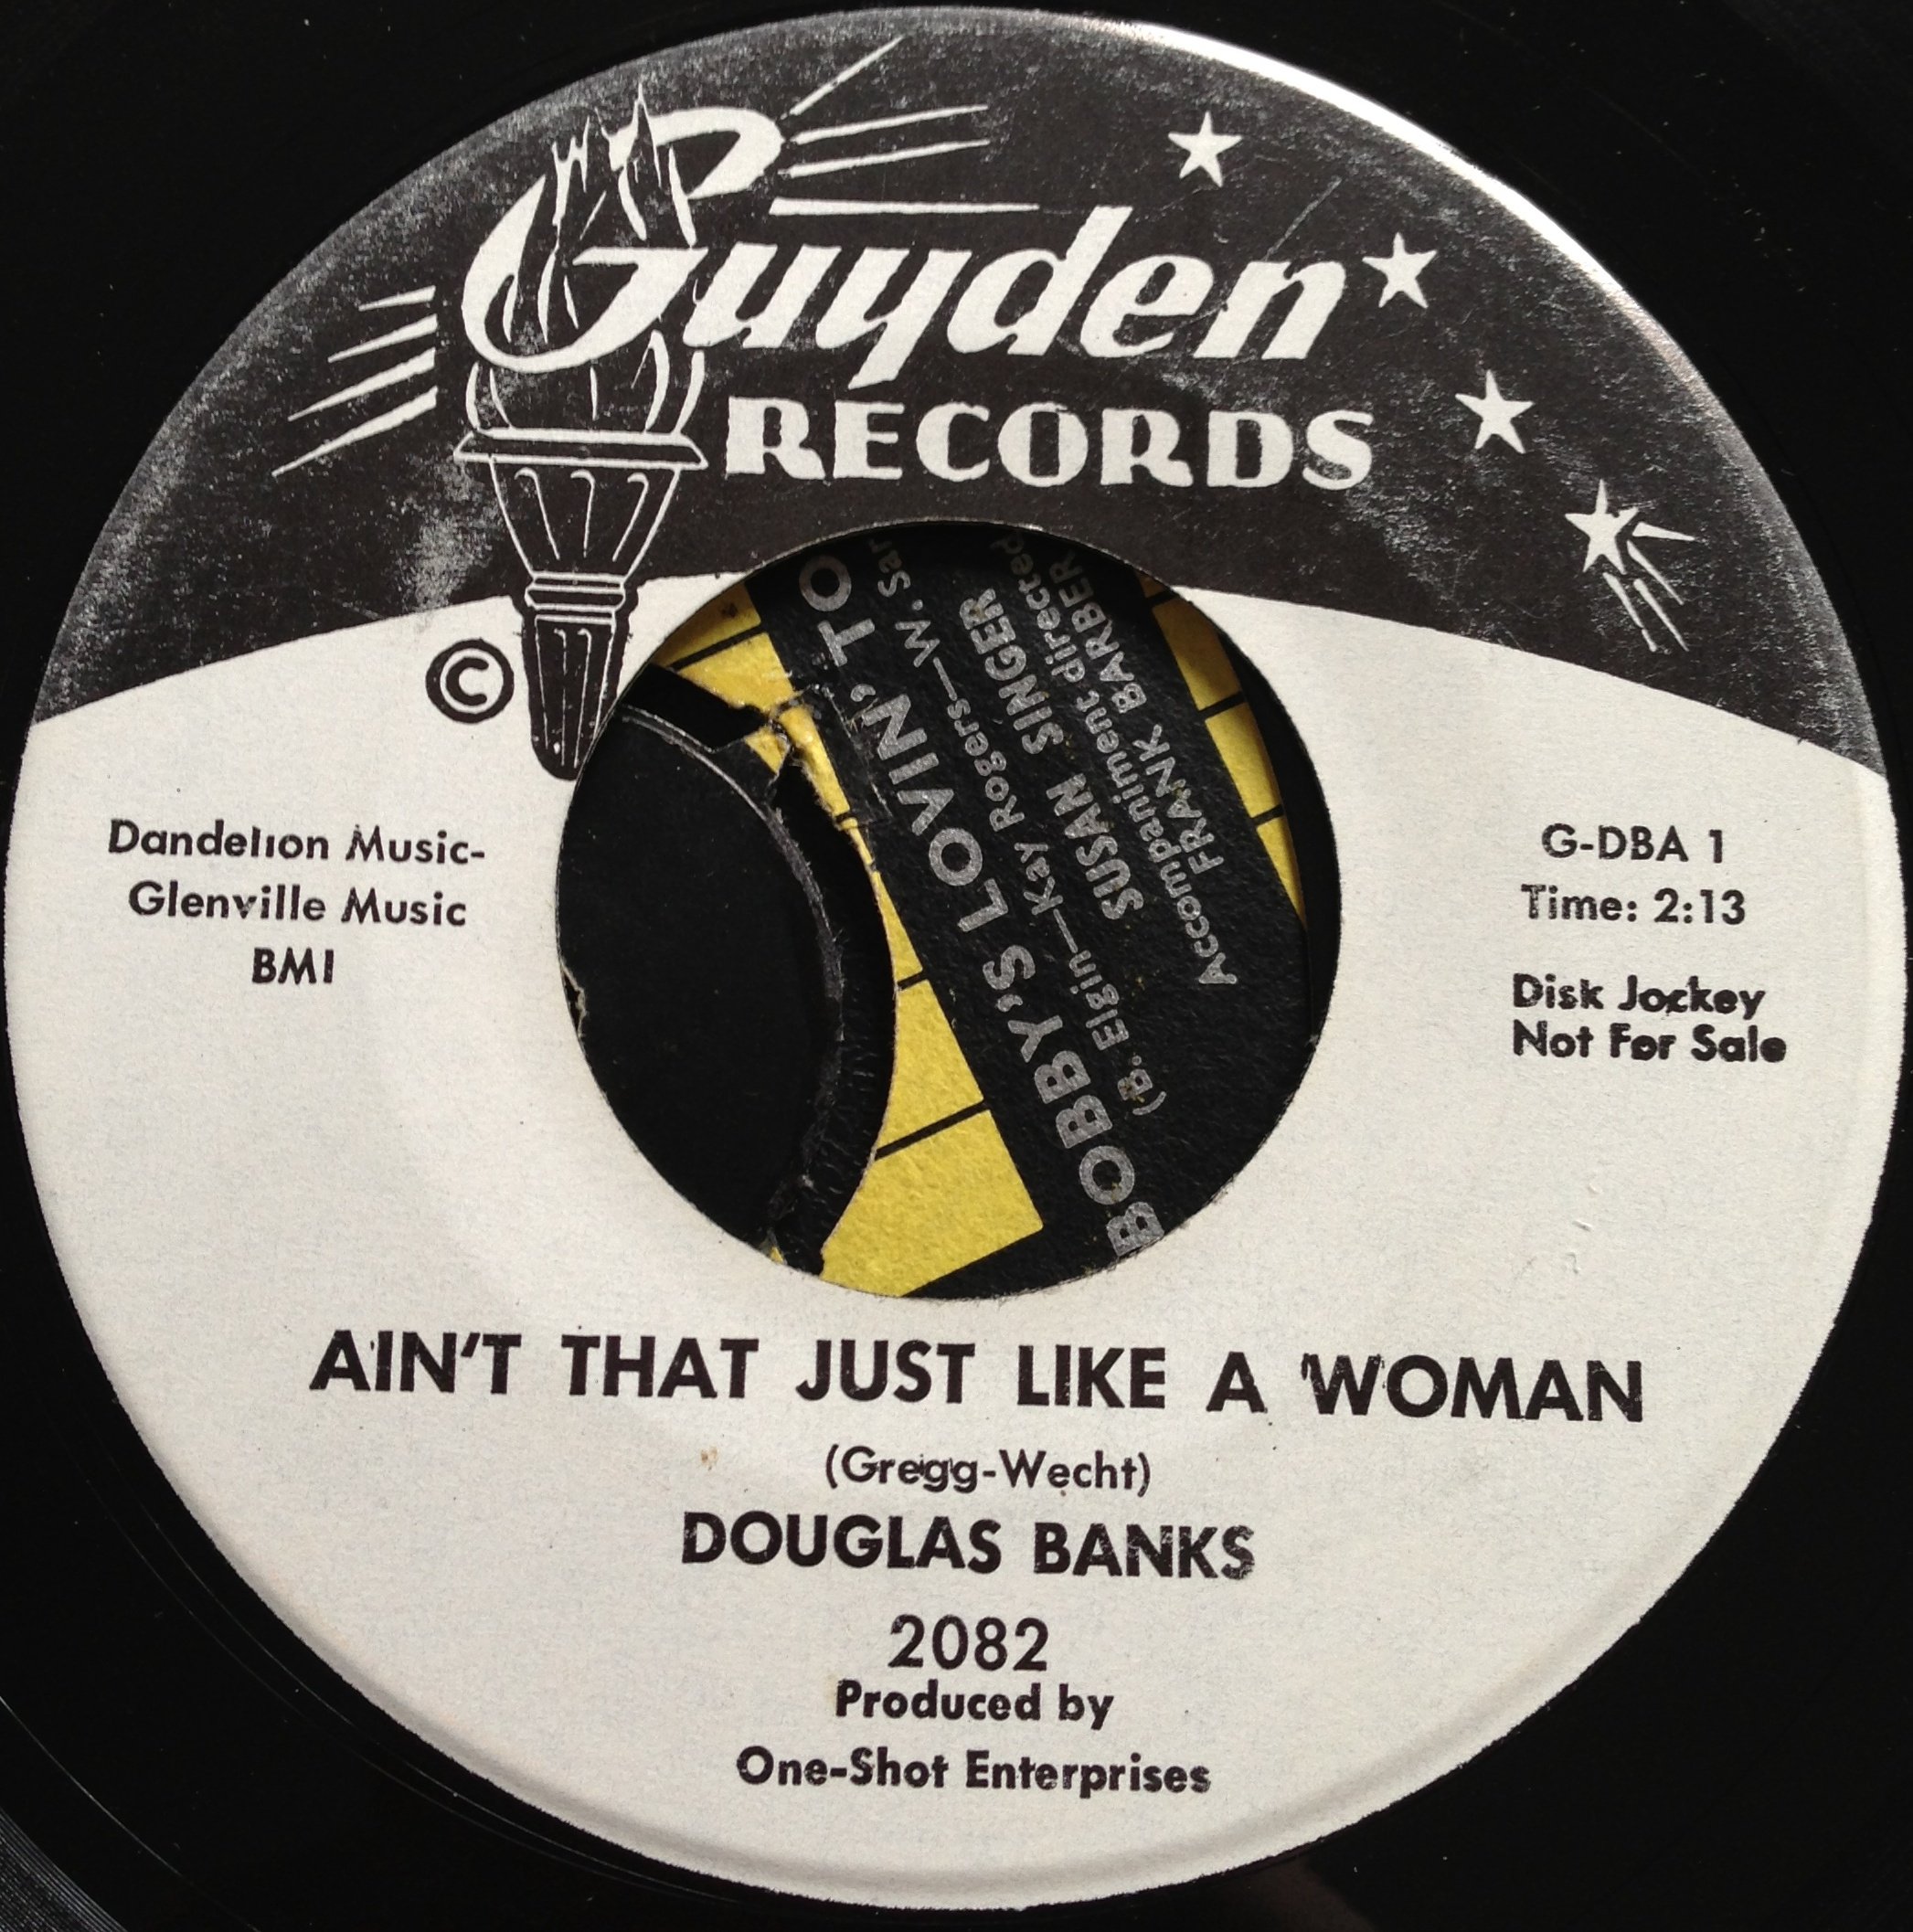 Guyden
RECORDS
©
Dandelion Music-
Glenville Music
BMI
G-DBA 1
Time: 2:13
Disk Jockey
Not For Sale
BOBBY'S LOVIN' TO
(B. Elgin—Kay Rogers—W.
SUSAN SINGER
Accompaniment directed
FRANK BARBER
AIN'T THAT JUST LIKE A WOMAN
(Gregg-Wecht)
DOUGLAS BANKS
2082
Produced by
One-Shot Enterprises